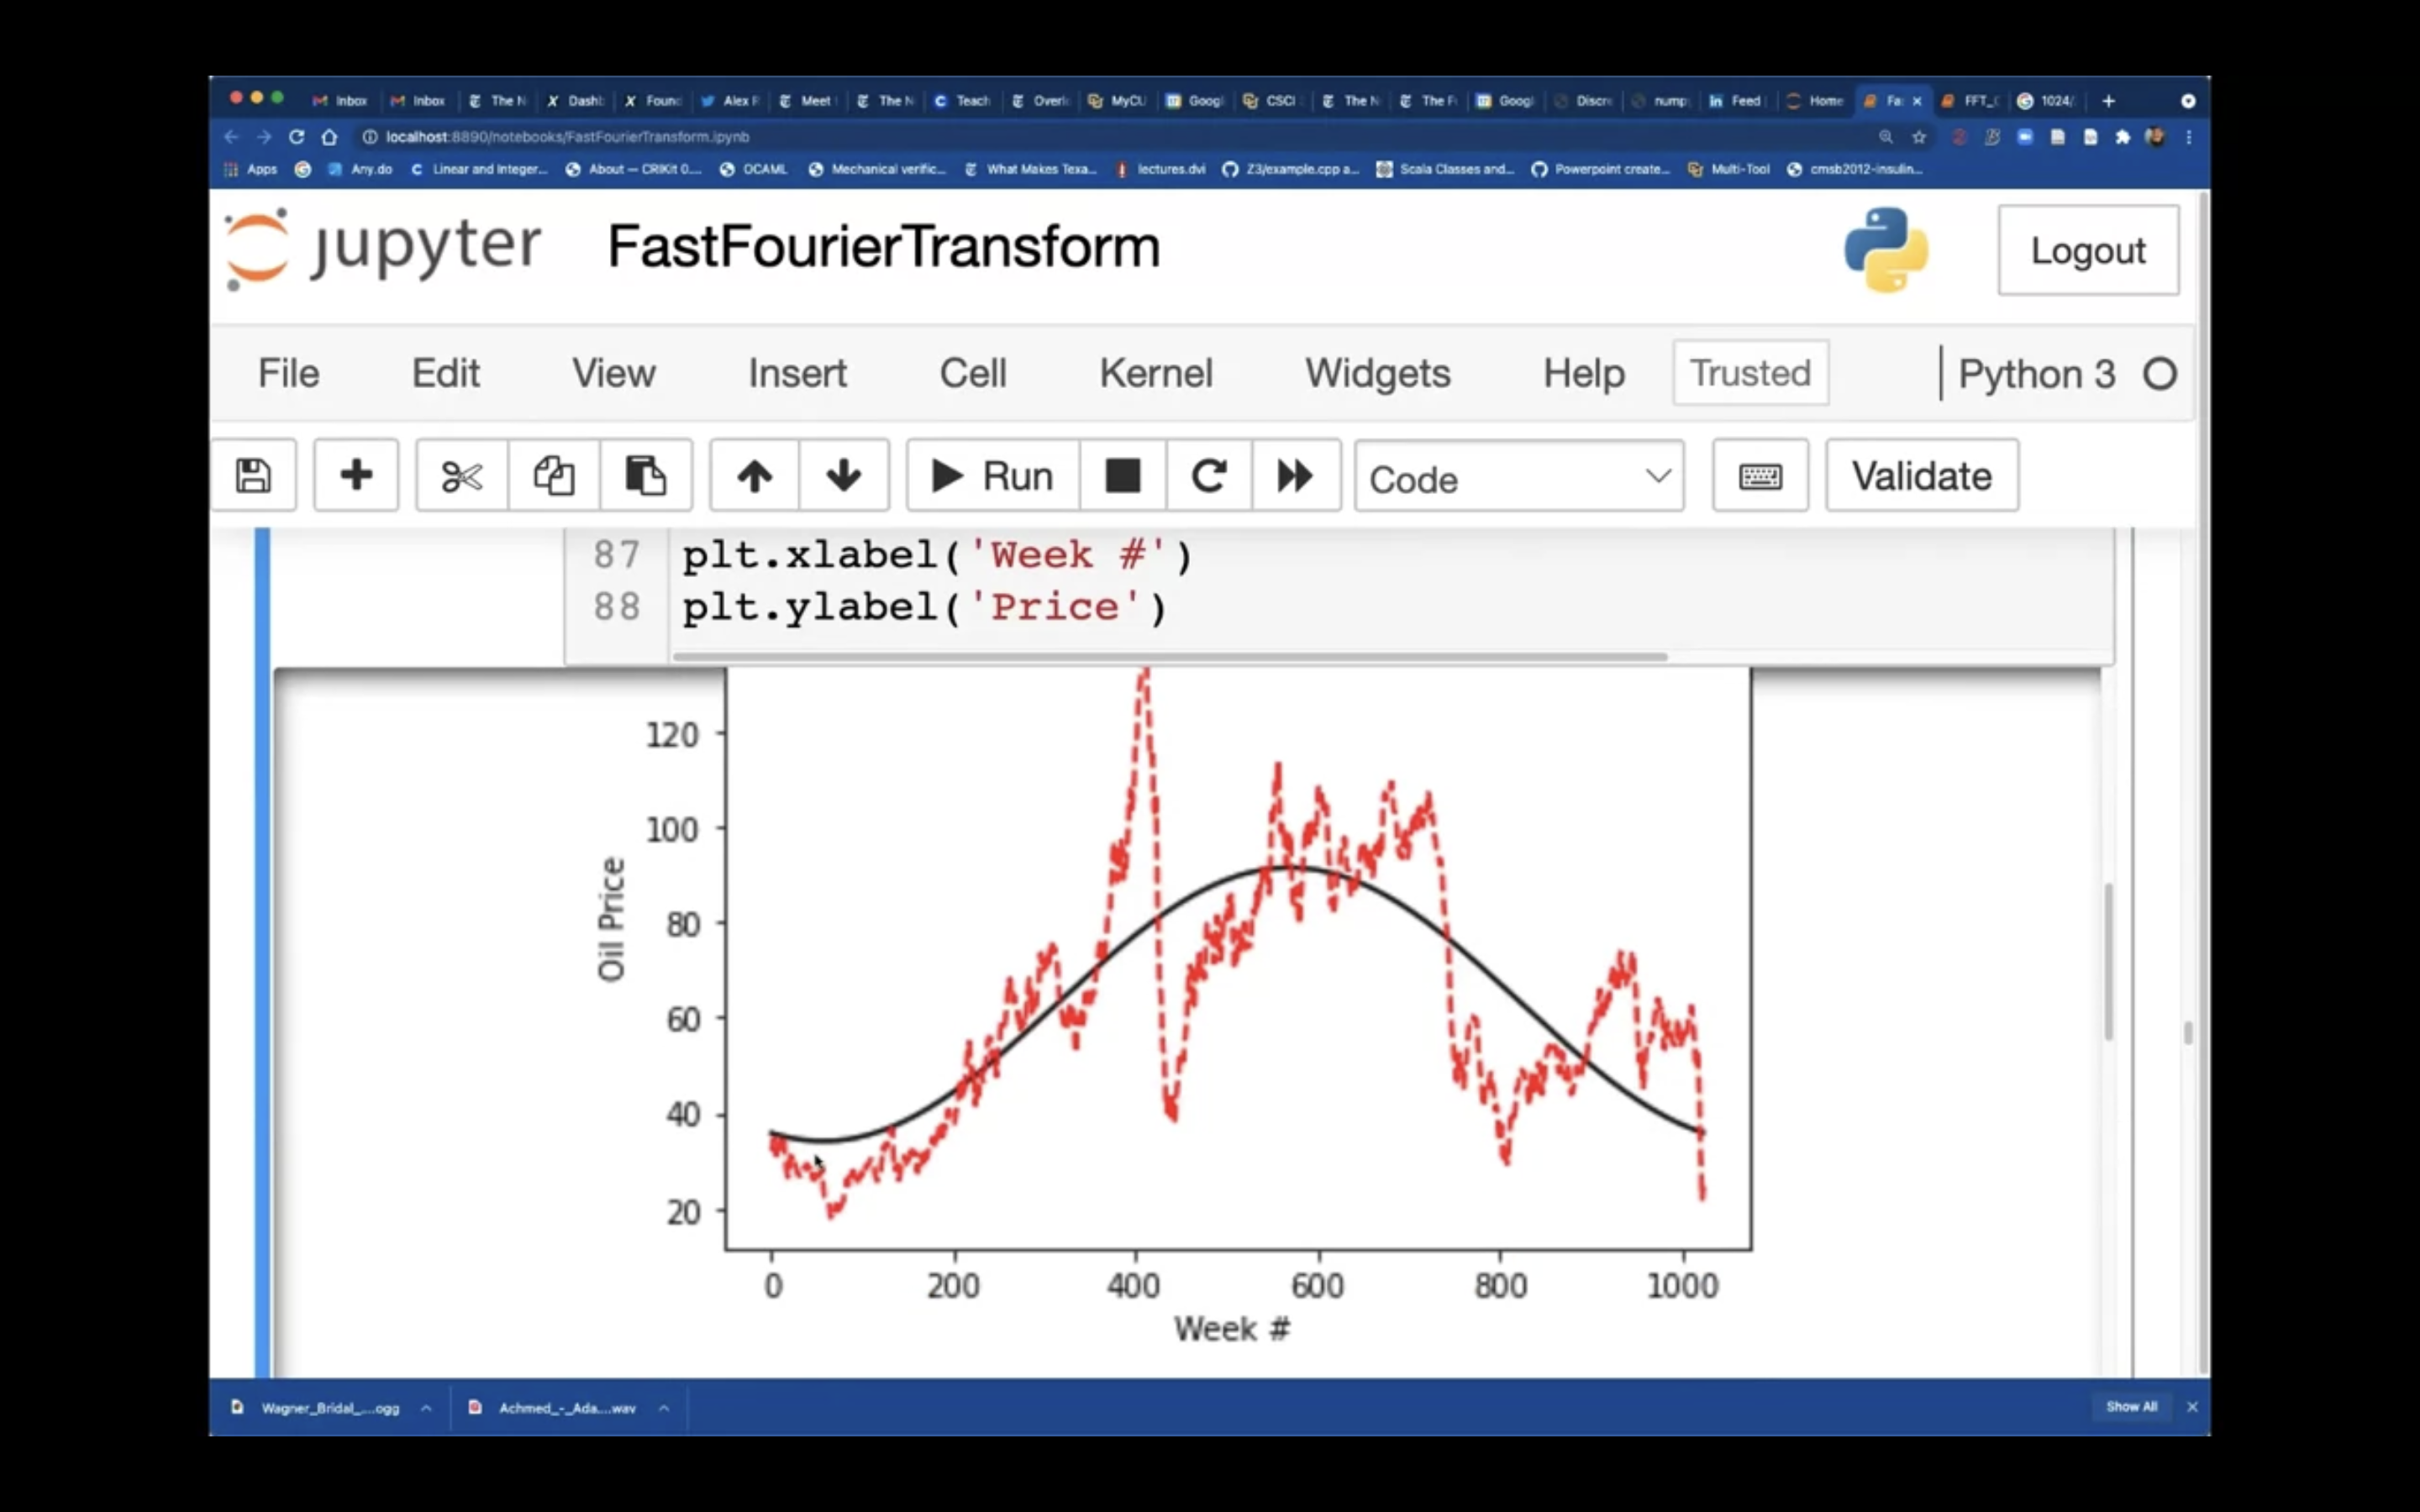 Inbox Inbox The N Dashb Found Alex F Meet The N Teach Overl MyCU Googl CSCI The N The F Googl Discre nump Feed Home Fa FFT_ 1024/
localhost:8890/notebooks/FastFourierTransform.ipynb
Apps Any.do Linear and Integer... About — CRIKit 0.... OCAML Mechanical verific... What Makes Texa... lectures.dvi Z3/example.cpp a... Scala Classes and... Powerpoint create... Multi-Tool cmsb2012-insulin...
jupyter FastFourierTransform Logout
File Edit View Insert Cell Kernel Widgets Help Trusted Python 3
Run Code Validate
87 plt.xlabel('Week #')
88 plt.ylabel('Price')
120
100
80
60
40
20
Oil Price
0 200 400 600 800 1000
Week #
Wagner_Bridal_....ogg Achmed_-_Ada....wav Show All